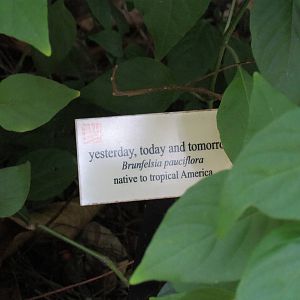 yesterday, today and tomorro
Brunfelsia pauciflora
native to tropical America